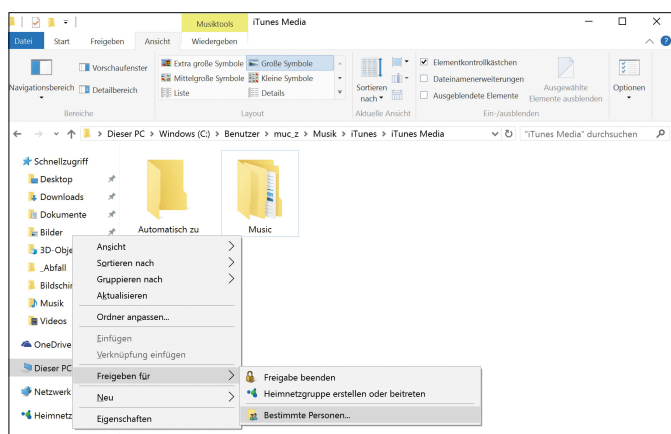 Musiktools iTunes Media
Datei Start Freigeben Ansicht Wiedergeben
Navigationsbereich
Vorschaufenster
Detailbereich
Bereiche
Extra große Symbole Große Symbole
Mittelgroße Symbole Kleine Symbole
Liste Details
Layout
Sortieren
nach
Aktuelle Ansicht
Elementkontrollkästchen
Dateinamenerweiterungen
Ausgeblendete Elemente
Ausgewählte
Elemente ausblenden
Ein-/ausblenden
Optionen
> Dieser PC > Windows (C:) > Benutzer > muc_z > Musik > iTunes > iTunes Media
"iTunes Media" durchsuchen
Schnellzugriff
Desktop
Downloads
Dokumente
Bilder
3D-Obje
_Abfall
Bildschir
Musik
Videos
OneDrive
Dieser PC
Netzwerk
Heimnetz
Automatisch zu
Music
Ansicht
Sortieren nach
Gruppieren nach
Aktualisieren
Ordner anpassen...
Einfügen
Verknüpfung einfügen
Freigeben für
Neu
Eigenschaften
Freigabe beenden
Heimnetzgruppe erstellen oder beitreten
Bestimmte Personen...